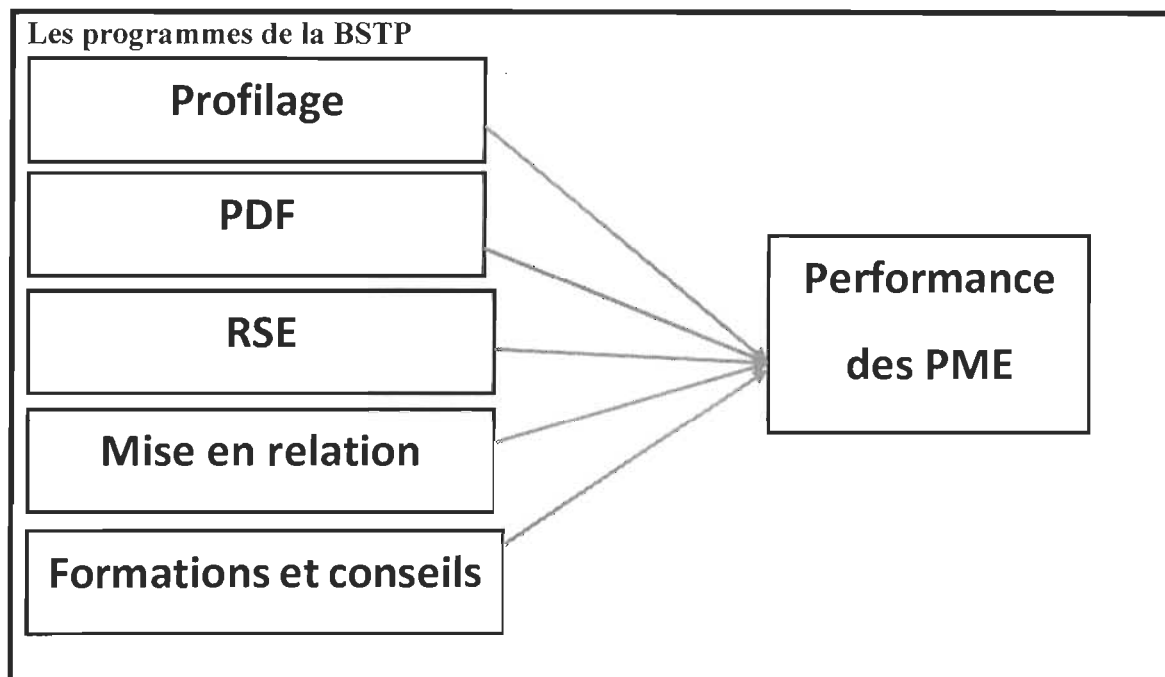 Les programmes de la BSTP
Profilage
PDF
RSE
Mise en relation
Formations et conseils
Performance
des PME